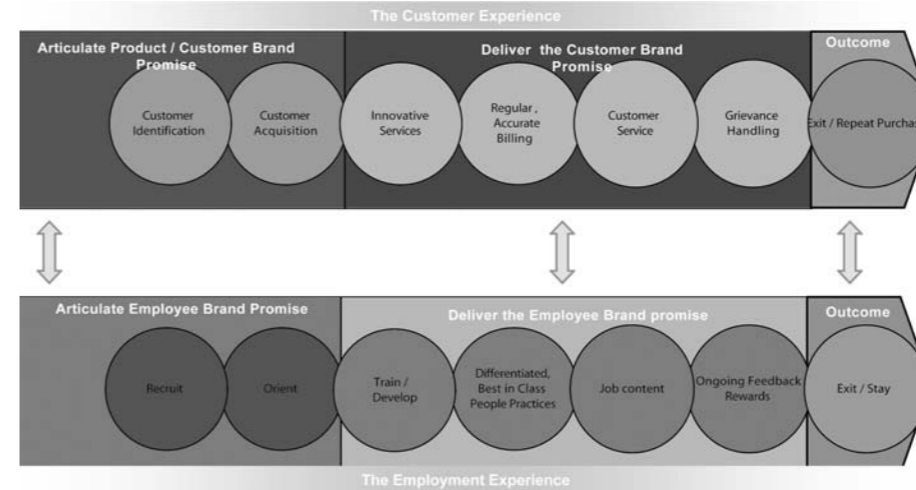 The Customer Experience
Articulate Product / Customer Brand
Promise
Deliver the Customer Brand
Promise
Outcome
Customer
Identification
Customer
Acquisition
Innovative
Services
Regular ,
Accurate
Billing
Customer
Service
Grievance
Handling
Exit / Repeat Purchas
Articulate Employee Brand Promise
Deliver the Employee Brand promise
Outcome
Recruit
Orient
Train /
Develop
Differentiated,
Best in Class
People Practices
Job content
Ongoing Feedback
Rewards
Exit / Stay
The Employment Experience